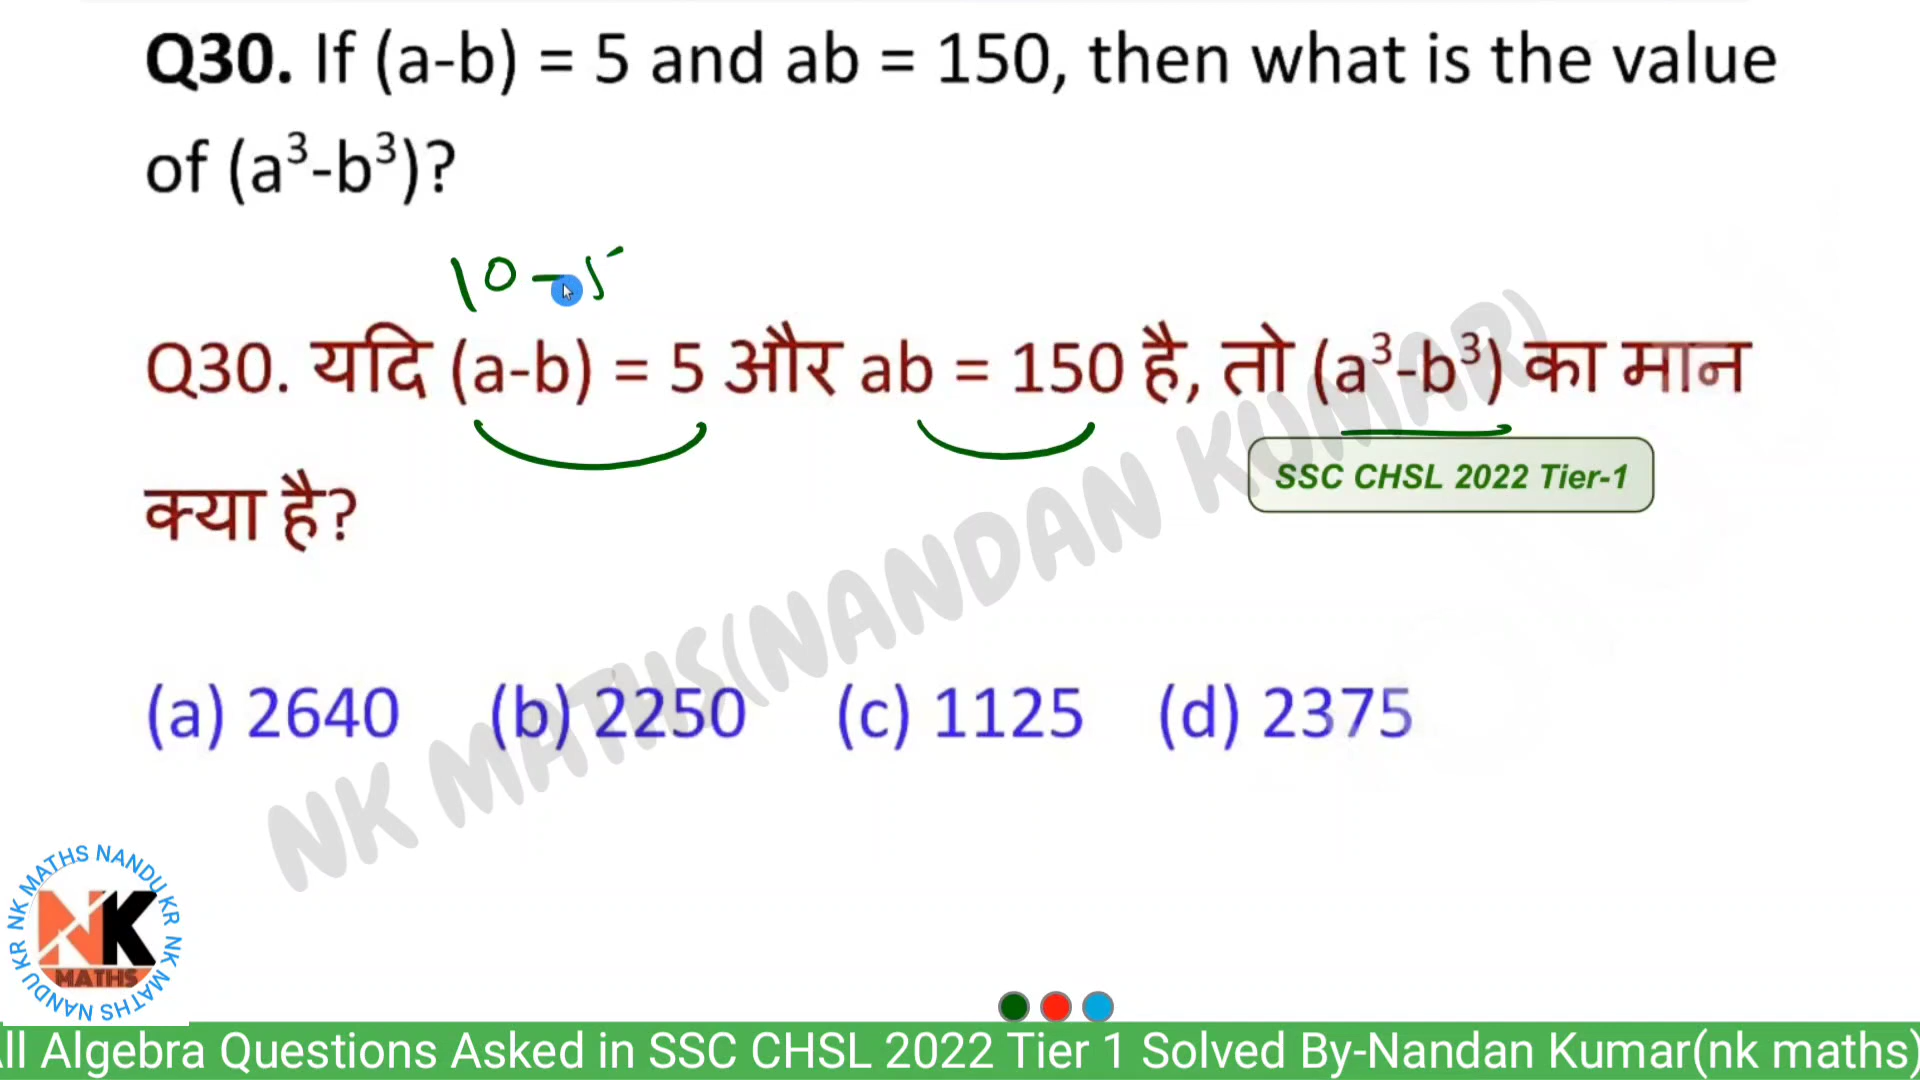 Q30. If (a-b) = 5 and ab = 150, then what is the value
of (a³-b³)?
10-5
Q30. यदि (a-b) = 5 और ab = 150 है, तो (a³-b³) का मान
क्या है?
SSC CHSL 2022 Tier-1
NK MATHS(NANDAN KUMAR)
(a) 2640 (b) 2250 (c) 1125 (d) 2375
NK MATHS NANDU KR NK MATHS NANDU KR
NK
MATHS
ll Algebra Questions Asked in SSC CHSL 2022 Tier 1 Solved By-Nandan Kumar(nk maths)